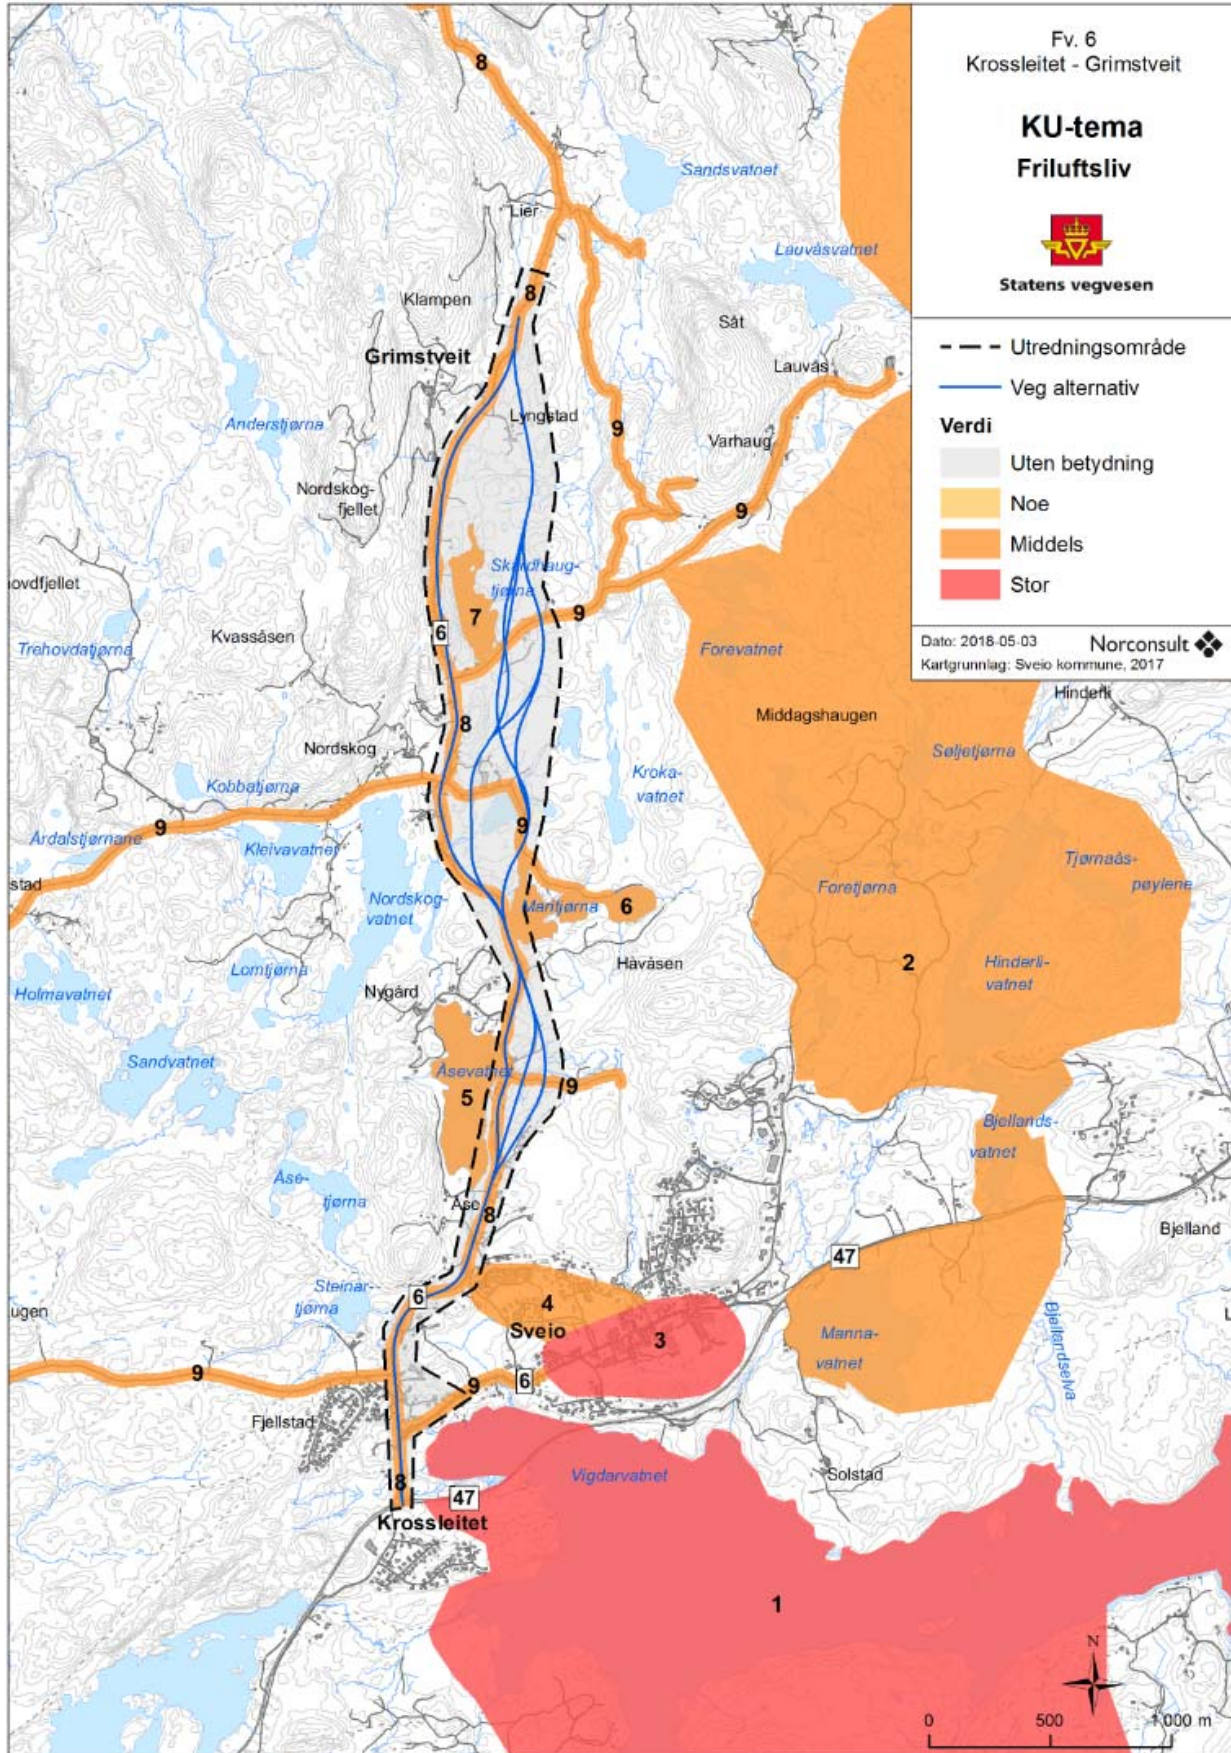 Fv. 6
Krossleitet - Grimstveit
KU-tema
Friluftsliv
Statens vegvesen
Utredningsområde
Veg alternativ
Verdi
Uten betydning
Noe
Middels
Stor
Dato: 2018-05-03
Norconsult
Kartgrunnlag: Sveio kommune, 2017
8
Sandsvatnet
Lier
Lauvåsvatnet
8
Klampen
Såt
Grimstveit
Lauvås
Lyngstad
Anderstjørna
9
Varhaug
Nordskog-
fjellet
9
Skardhaug-
tjørna
ovdfjellet
7
9
6
Kvassåsen
Trehovdatjørna
Forevatnet
Hinderli
Middagshaugen
8
Nordskog
Søljetjørna
Kroka-
vatnet
Kobbatjørna
9
9
Årdalstjørnane
Kleivavatnet
Tjørnaås-
pøylene
stad
Foretjørna
Nordskog-
vatnet
Maritjørna
6
2
Håvåsen
Hinderli-
vatnet
Lomtjørna
Nygård
Holmavatnet
Sandvatnet
Åsevatnet
9
5
Bjellands-
vatnet
Åse-
tjørna
Åse
8
Bjelland
47
Steinar-
tjørna
6
ugen
4
Sveio
3
Manna-
vatnet
Bjellandselva
L
9
9
6
Fjellstad
8
Vigdarvatnet
Solstad
47
Krossleitet
1
N
0
500
1 000 m